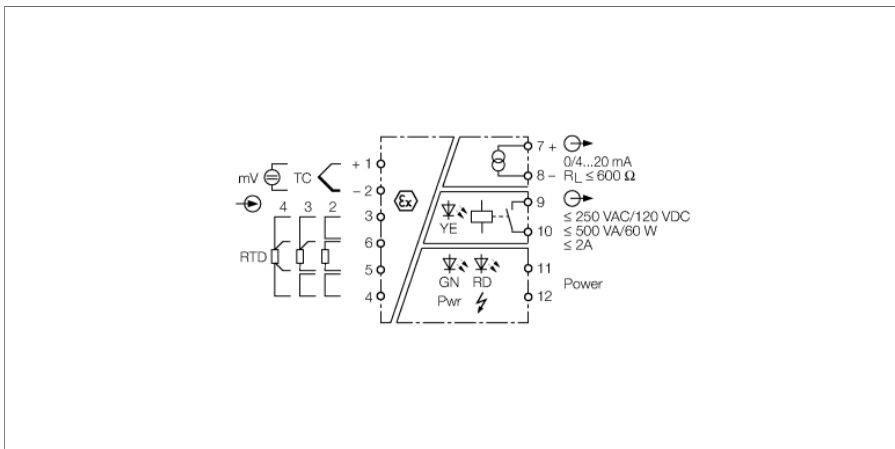 mV
TC
+ 1
− 2
4 3 2
3
6
RTD
5
4
Ex
7 +
0/4...20 mA
8 −
RL ≤ 600 Ω
9
YE
10
≤ 250 VAC/120 VDC
≤ 500 VA/60 W
≤ 2A
11
GN RD
Pwr
12
Power